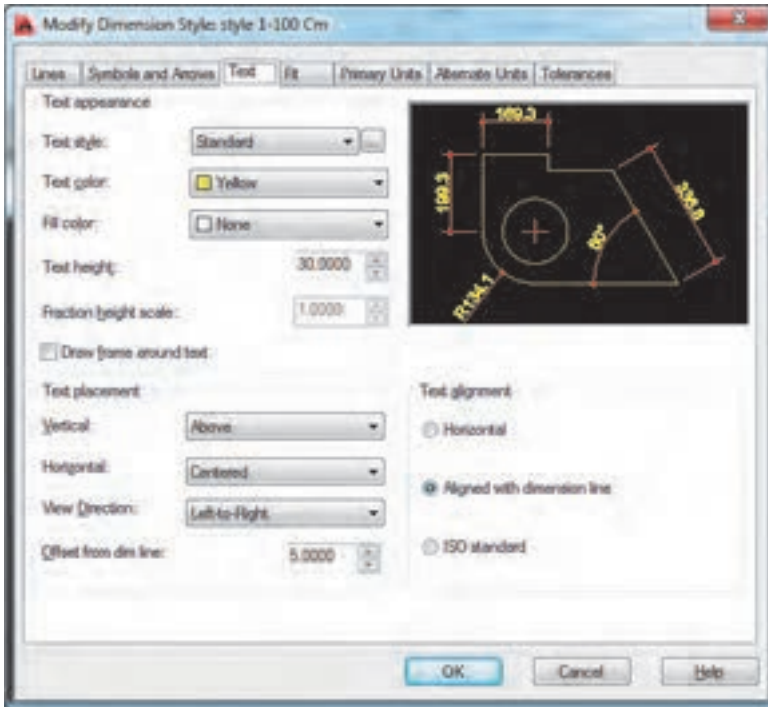 Modify Dimension Style: style 1-100 Cm
Lines Symbols and Arrows Text Fit Primary Units Alternate Units Tolerances
Text appearance
Text style: Standard ...
Text color: Yellow
Fill color: None
Text height: 30.0000
Fraction height scale: 1.0000
Draw frame around text
169.3
199.3
60°
R134.1
Text placement
Vertical: Above
Horizontal: Centered
View Direction: Left-to-Right
Offset from dim line: 5.0000
Text alignment
Horizontal
Aligned with dimension line
ISO standard
OK Cancel Help